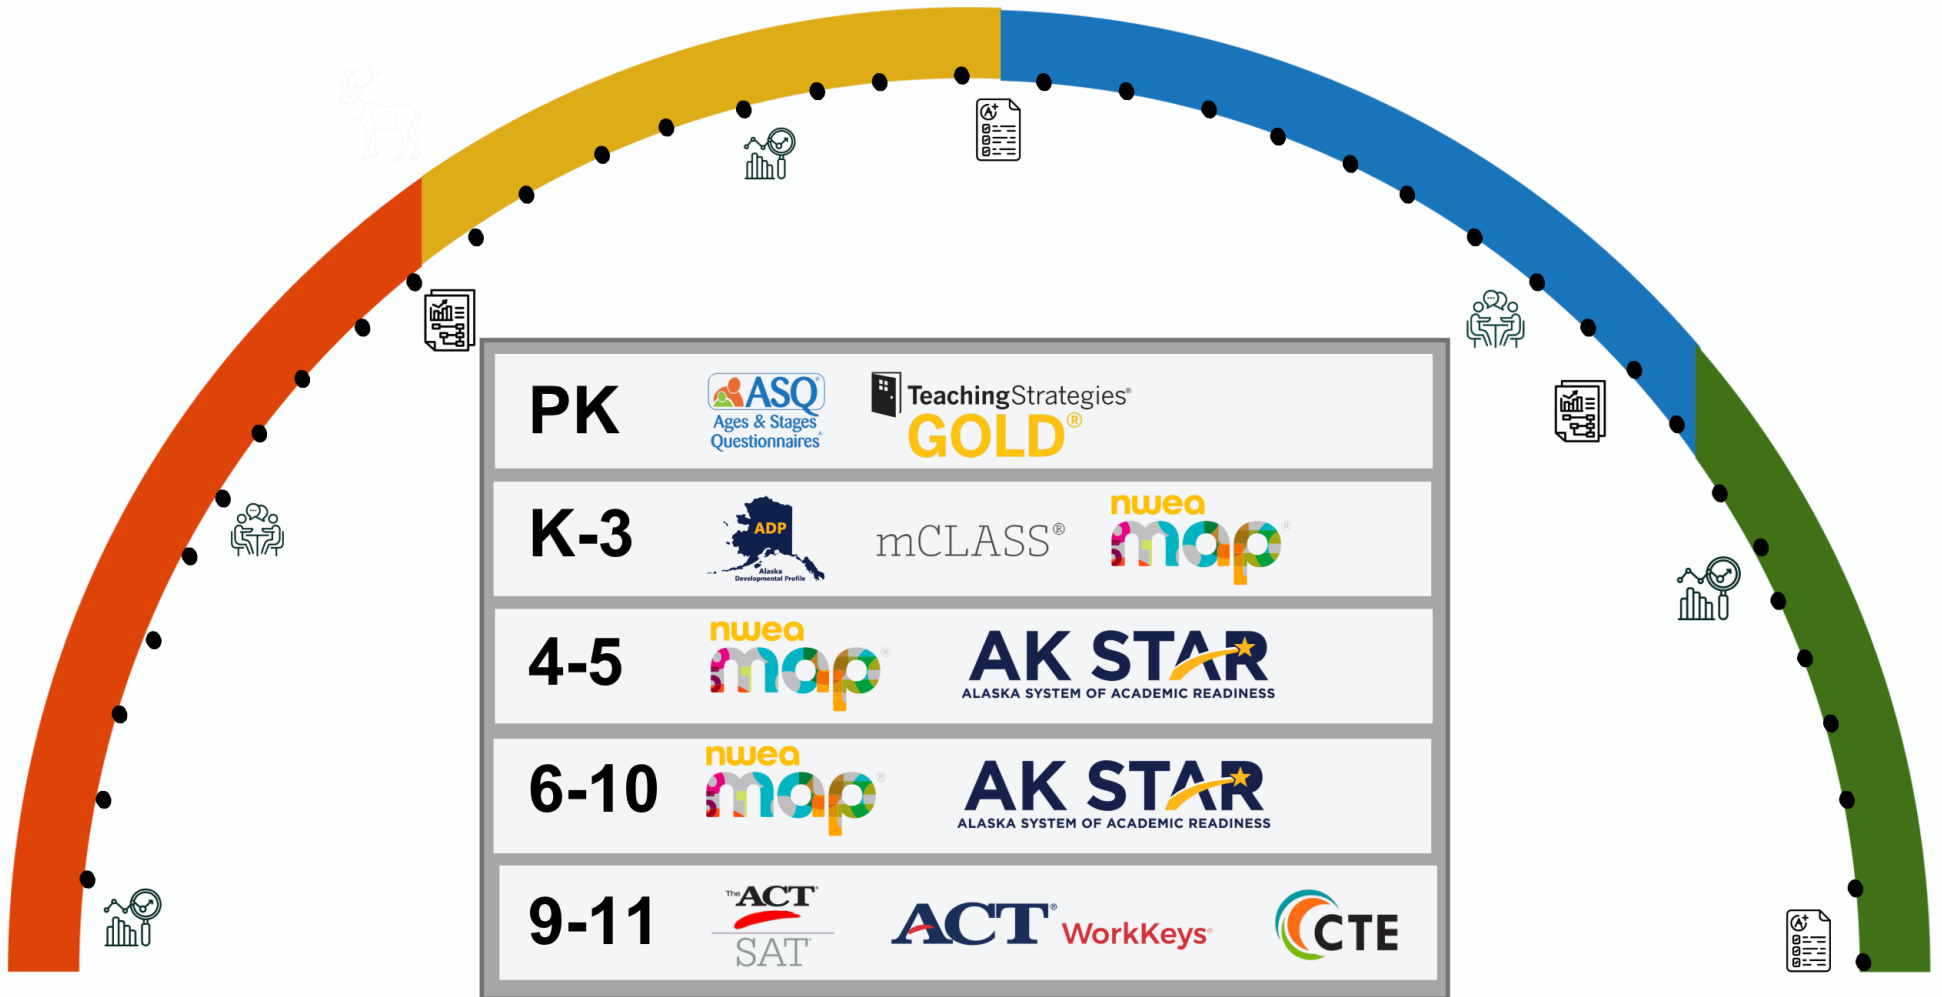 PK
ASQ®
Ages & Stages
Questionnaires®
TeachingStrategies®
GOLD®
K-3
ADP
Alaska
Developmental Profile
mCLASS®
nwea
map®
4-5
nwea
map®
AK STAR
ALASKA SYSTEM OF ACADEMIC READINESS
6-10
nwea
map®
AK STAR
ALASKA SYSTEM OF ACADEMIC READINESS
9-11
The ACT®
SAT®
ACT® WorkKeys®
CTE
A+
A+